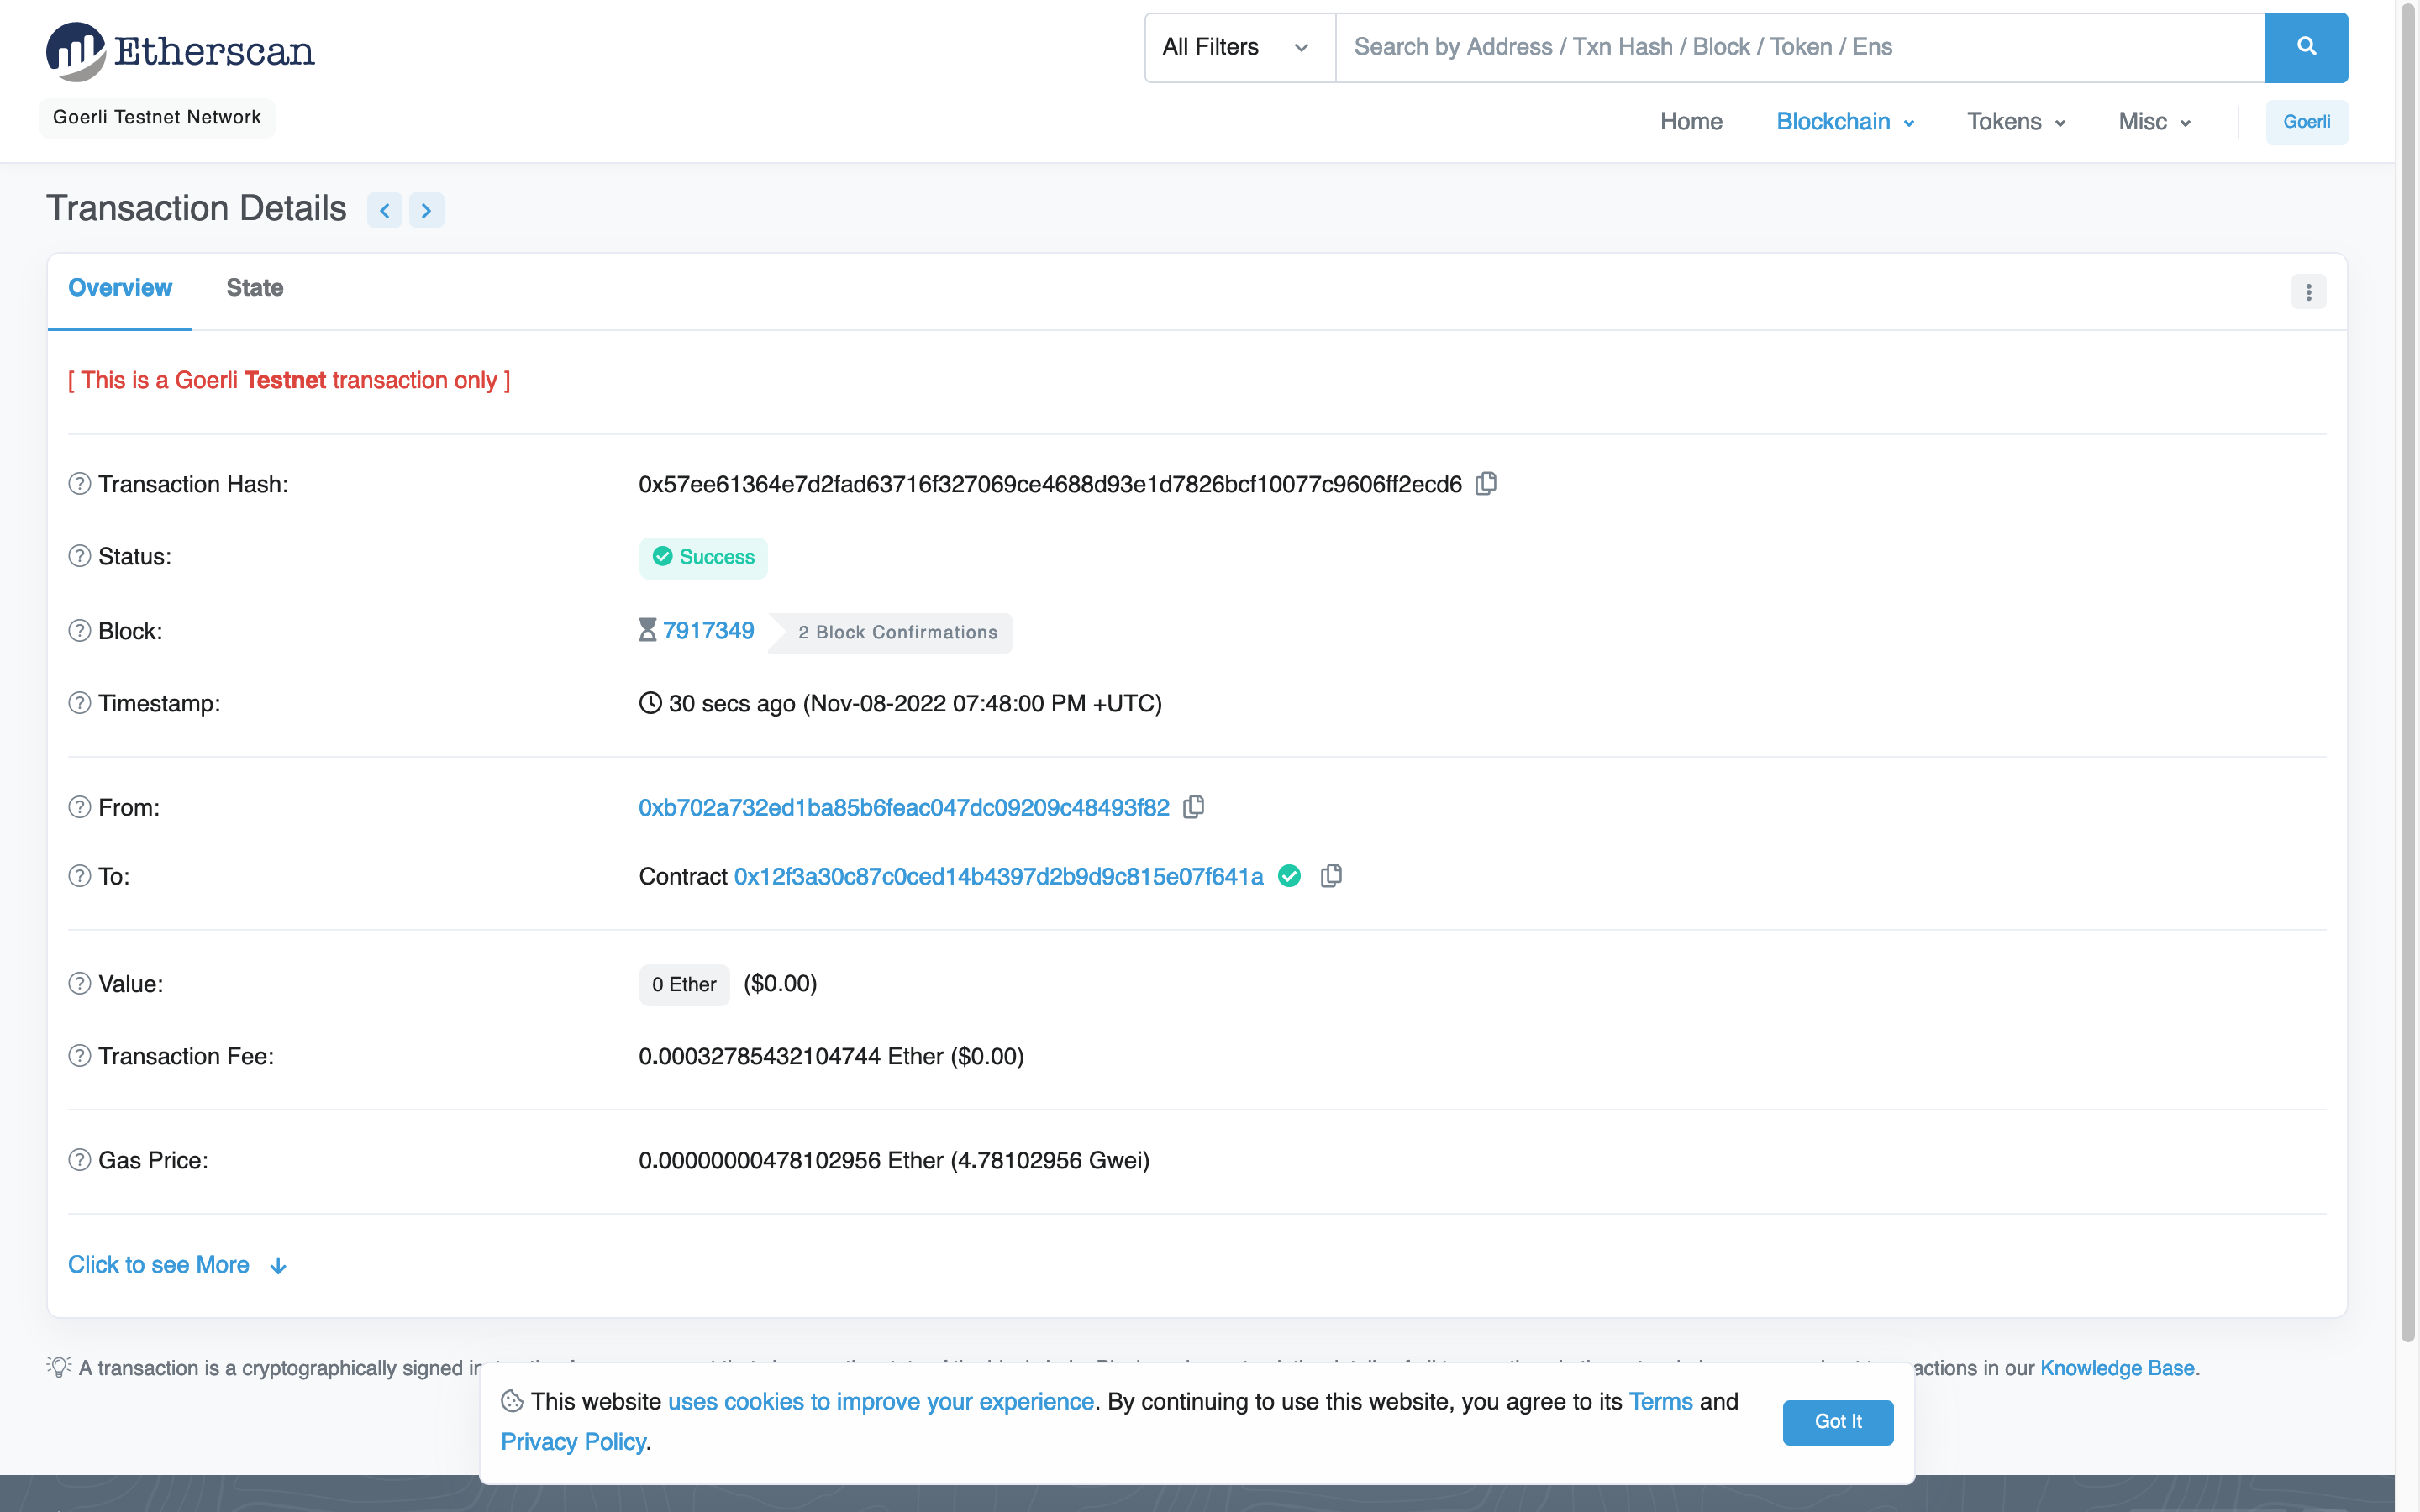 Etherscan
All Filters
Search by Address / Txn Hash / Block / Token / Ens
Goerli Testnet Network
Home Blockchain Tokens Misc Goerli
Transaction Details
Overview State
[ This is a Goerli Testnet transaction only ]
Transaction Hash: 0x57ee61364e7d2fad63716f327069ce4688d93e1d7826bcf10077c9606ff2ecd6
Status: Success
Block: 7917349 2 Block Confirmations
Timestamp: 30 secs ago (Nov-08-2022 07:48:00 PM +UTC)
From: 0xb702a732ed1ba85b6feac047dc09209c48493f82
To: Contract 0x12f3a30c87c0ced14b4397d2b9d9c815e07f641a
Value: 0 Ether ($0.00)
Transaction Fee: 0.00032785432104744 Ether ($0.00)
Gas Price: 0.00000000478102956 Ether (4.78102956 Gwei)
Click to see More
A transaction is a cryptographically signed actions in our Knowledge Base.
This website uses cookies to improve your experience. By continuing to use this website, you agree to its Terms and
Privacy Policy.
Got It